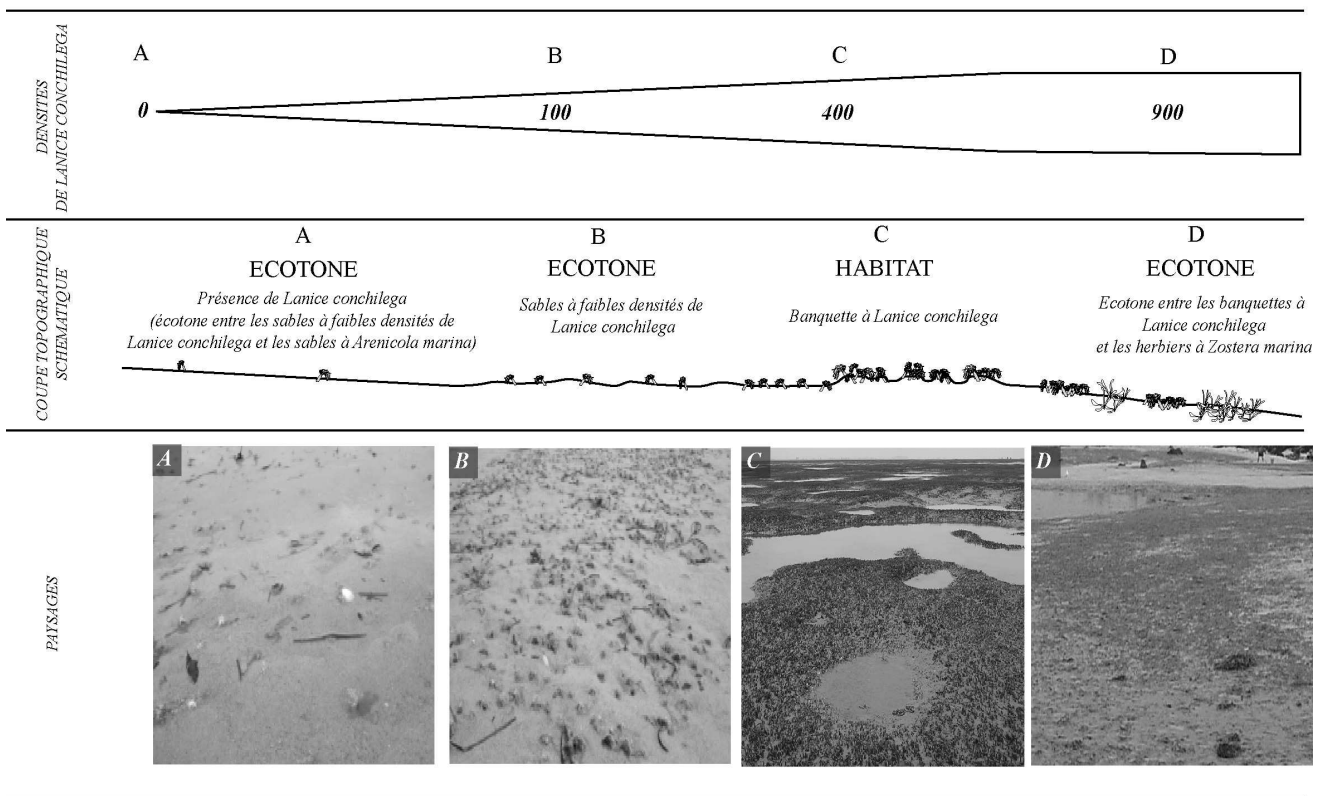 DENSITES
DE LANICE CONCHILEGA
A
B
C
D
0
100
400
900
COUPE TOPOGRAPHIQUE
SCHEMATIQUE
A
ECOTONE
Présence de Lanice conchilega
(écotone entre les sables à faibles densités de
Lanice conchilega et les sables à Arenicola marina)
B
ECOTONE
Sables à faibles densités de
Lanice conchilega
C
HABITAT
Banquette à Lanice conchilega
D
ECOTONE
Ecotone entre les banquettes à
Lanice conchilega
et les herbiers à Zostera marina
PAYSAGES
A
B
C
D